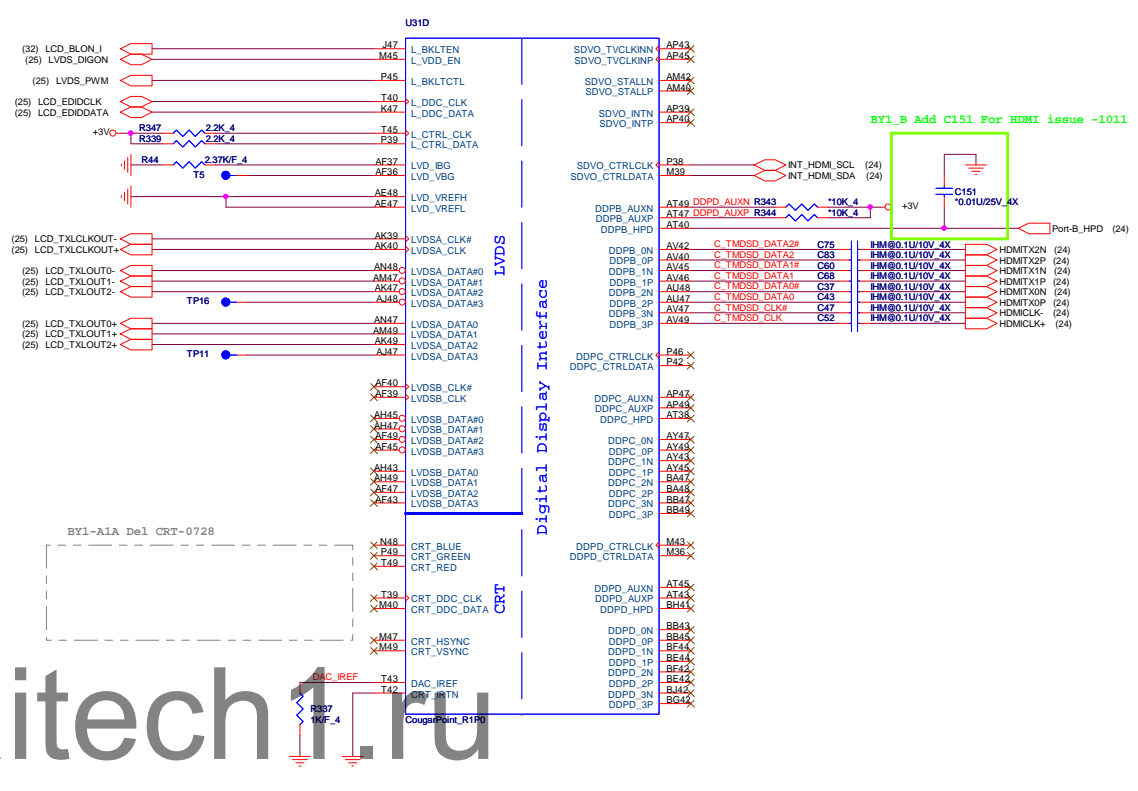 U31D
(32) LCD_BLON_I J47 L_BKLTEN
(25) LVDS_DIGON M45 L_VDD_EN
(25) LVDS_PWM P45 L_BKLTCTL
(25) LCD_EDIDCLK T40 L_DDC_CLK
(25) LCD_EDIDDATA K47 L_DDC_DATA
+3V R347 2.2K_4 T45 L_CTRL_CLK
R339 2.2K_4 P39 L_CTRL_DATA
R44 2.37K/F_4 AF37 LVD_IBG
T5 AF36 LVD_VBG
AE48 LVD_VREFH
AE47 LVD_VREFL
(25) LCD_TXLCLKOUT- AK39 LVDSA_CLK#
(25) LCD_TXLCLKOUT+ AK40 LVDSA_CLK
(25) LCD_TXLOUT0- AN48 LVDSA_DATA#0
(25) LCD_TXLOUT1- AM47 LVDSA_DATA#1
(25) LCD_TXLOUT2- AK47 LVDSA_DATA#2
TP16 AJ48 LVDSA_DATA#3
(25) LCD_TXLOUT0+ AN47 LVDSA_DATA0
(25) LCD_TXLOUT1+ AM49 LVDSA_DATA1
(25) LCD_TXLOUT2+ AK49 LVDSA_DATA2
TP11 AJ47 LVDSA_DATA3
AF40 LVDSB_CLK#
AF39 LVDSB_CLK
AH45 LVDSB_DATA#0
AH47 LVDSB_DATA#1
AF49 LVDSB_DATA#2
AF45 LVDSB_DATA#3
AH43 LVDSB_DATA0
AH49 LVDSB_DATA1
AF47 LVDSB_DATA2
AF43 LVDSB_DATA3
BY1-A1A Del CRT-0728
N48 CRT_BLUE
P49 CRT_GREEN
T49 CRT_RED
T39 CRT_DDC_CLK
M40 CRT_DDC_DATA
M47 CRT_HSYNC
M49 CRT_VSYNC
DAC_IREF T43 DAC_IREF
T42 CRT_IRTN
R337
1K/F_4
CougarPoint_R1P0
LVDS
CRT
Digital Display Interface
SDVO_TVCLKINN AP43
SDVO_TVCLKINP AP45
SDVO_STALLN AM42
SDVO_STALLP AM40
SDVO_INTN AP39
SDVO_INTP AP40
BY1_B Add C151 For HDMI issue -1011
SDVO_CTRLCLK P38 INT_HDMI_SCL (24)
SDVO_CTRLDATA M39 INT_HDMI_SDA (24)
C151
*0.01U/25V_4X
DDPB_AUXN AT49 DDPD_AUXN R343 *10K_4 +3V
DDPB_AUXP AT47 DDPD_AUXP R344 *10K_4
DDPB_HPD AT40 Port-B_HPD (24)
DDPB_0N AV42 C_TMDSD_DATA2# C75 IHM@0.1U/10V_4X HDMITX2N (24)
DDPB_0P AV40 C_TMDSD_DATA2 C83 IHM@0.1U/10V_4X HDMITX2P (24)
DDPB_1N AV45 C_TMDSD_DATA1# C60 IHM@0.1U/10V_4X HDMITX1N (24)
DDPB_1P AV46 C_TMDSD_DATA1 C68 IHM@0.1U/10V_4X HDMITX1P (24)
DDPB_2N AU48 C_TMDSD_DATA0# C37 IHM@0.1U/10V_4X HDMITX0N (24)
DDPB_2P AU47 C_TMDSD_DATA0 C43 IHM@0.1U/10V_4X HDMITX0P (24)
DDPB_3N AV47 C_TMDSD_CLK# C47 IHM@0.1U/10V_4X HDMICLK- (24)
DDPB_3P AV49 C_TMDSD_CLK C52 IHM@0.1U/10V_4X HDMICLK+ (24)
DDPC_CTRLCLK P46
DDPC_CTRLDATA P42
DDPC_AUXN AP47
DDPC_AUXP AP49
DDPC_HPD AT38
DDPC_0N AY47
DDPC_0P AY49
DDPC_1N AY43
DDPC_1P AY45
DDPC_2N BA47
DDPC_2P BA48
DDPC_3N BB47
DDPC_3P BB49
DDPD_CTRLCLK M43
DDPD_CTRLDATA M36
DDPD_AUXN AT45
DDPD_AUXP AT43
DDPD_HPD BH41
DDPD_0N BB43
DDPD_0P BB45
DDPD_1N BF44
DDPD_1P BE44
DDPD_2N BF42
DDPD_2P BE42
DDPD_3N BJ42
DDPD_3P BG42
itech1.ru